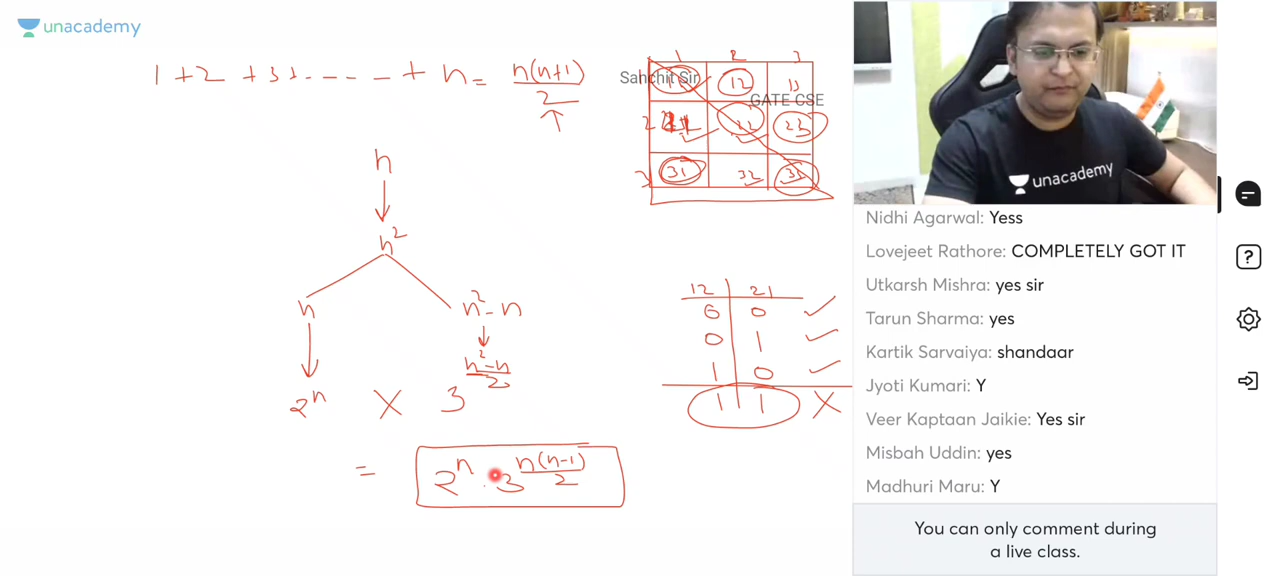 unacademy
1 + 2 + 33 - - - - - + n = n(n+1)/2
1 2 3
Sanchit Sir
12 13
GATE CSE
2 22 23
3 31 32 33
n
n²
n n² - n
(n² - n)/2
2ⁿ X 3
12 21
0 0 ✓
0 1 ✓
1 0 ✓
1 1 X
= 2ⁿ . 3^(n(n-1)/2)
unacademy
Nidhi Agarwal: Yess
Lovejeet Rathore: COMPLETELY GOT IT
Utkarsh Mishra: yes sir
Tarun Sharma: yes
Kartik Sarvaiya: shandaar
Jyoti Kumari: Y
Veer Kaptaan Jaikie: Yes sir
Misbah Uddin: yes
Madhuri Maru: Y
You can only comment during
a live class.
?